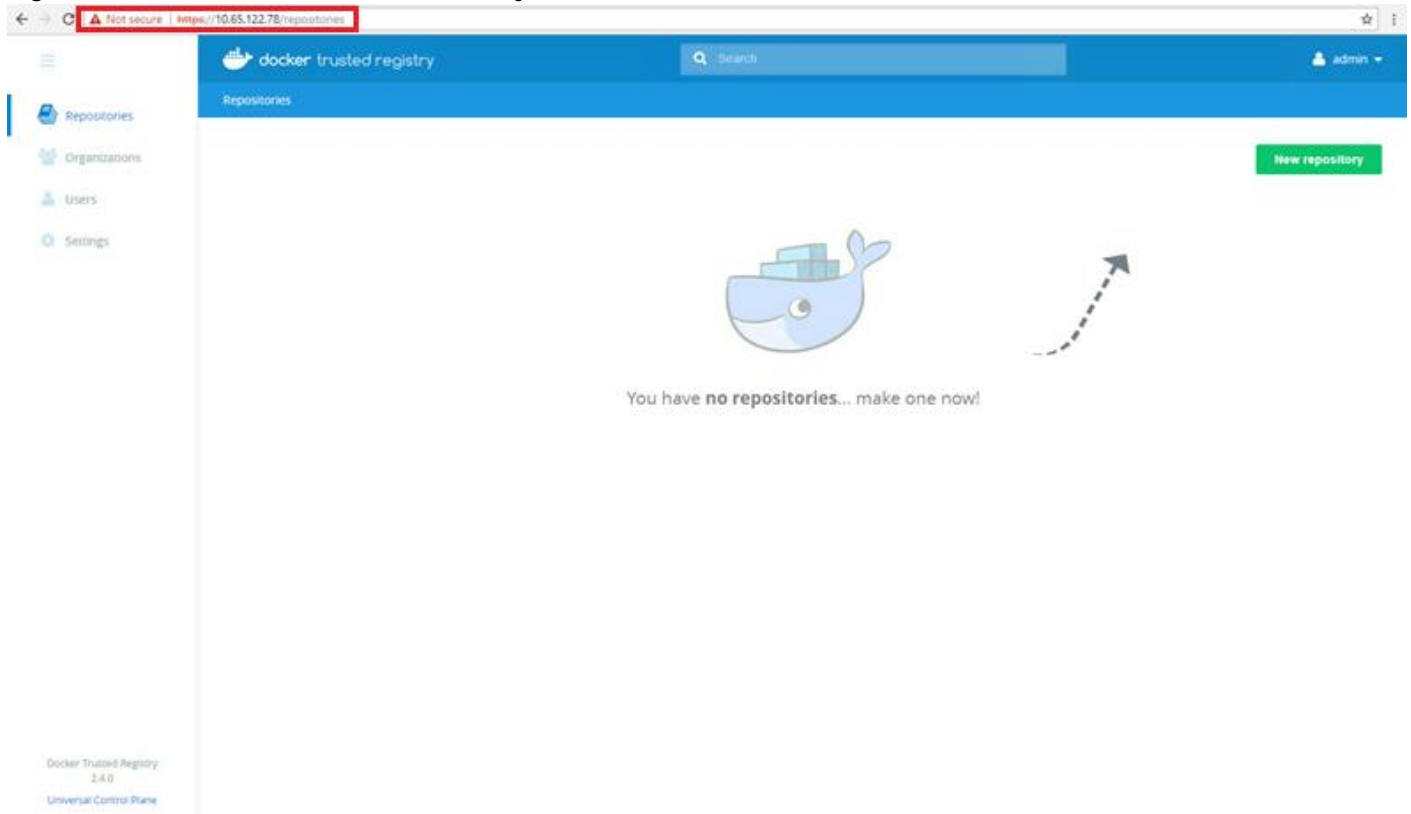 Not secure | https://10.65.122.78/repositories
docker trusted registry
Search
admin
Repositories
Repositories
Organizations
Users
Settings
New repository
You have no repositories... make one now!
Docker Trusted Registry
2.4.0
Universal Control Plane